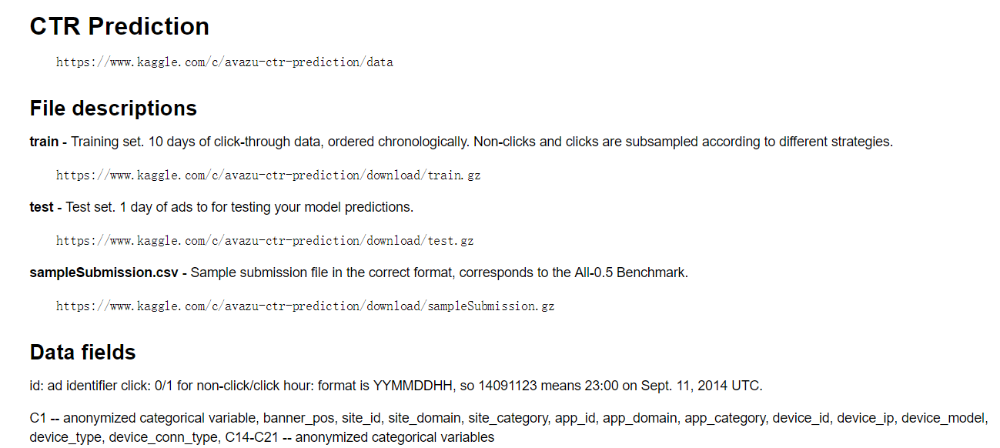 CTR Prediction
https://www.kaggle.com/c/avazu-ctr-prediction/data
File descriptions
train - Training set. 10 days of click-through data, ordered chronologically. Non-clicks and clicks are subsampled according to different strategies.
https://www.kaggle.com/c/avazu-ctr-prediction/download/train.gz
test - Test set. 1 day of ads to for testing your model predictions.
https://www.kaggle.com/c/avazu-ctr-prediction/download/test.gz
sampleSubmission.csv - Sample submission file in the correct format, corresponds to the All-0.5 Benchmark.
https://www.kaggle.com/c/avazu-ctr-prediction/download/sampleSubmission.gz
Data fields
id: ad identifier click: 0/1 for non-click/click hour: format is YYMMDDHH, so 14091123 means 23:00 on Sept. 11, 2014 UTC.
C1 -- anonymized categorical variable, banner_pos, site_id, site_domain, site_category, app_id, app_domain, app_category, device_id, device_ip, device_model,
device_type, device_conn_type, C14-C21 -- anonymized categorical variables